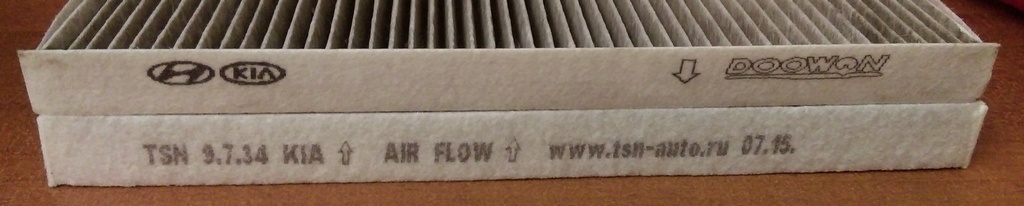 KIA DOOWON
TSN 9.7.34 KIA ⇧ AIR FLOW ⇧ www.tsn-auto.ru 07.15.